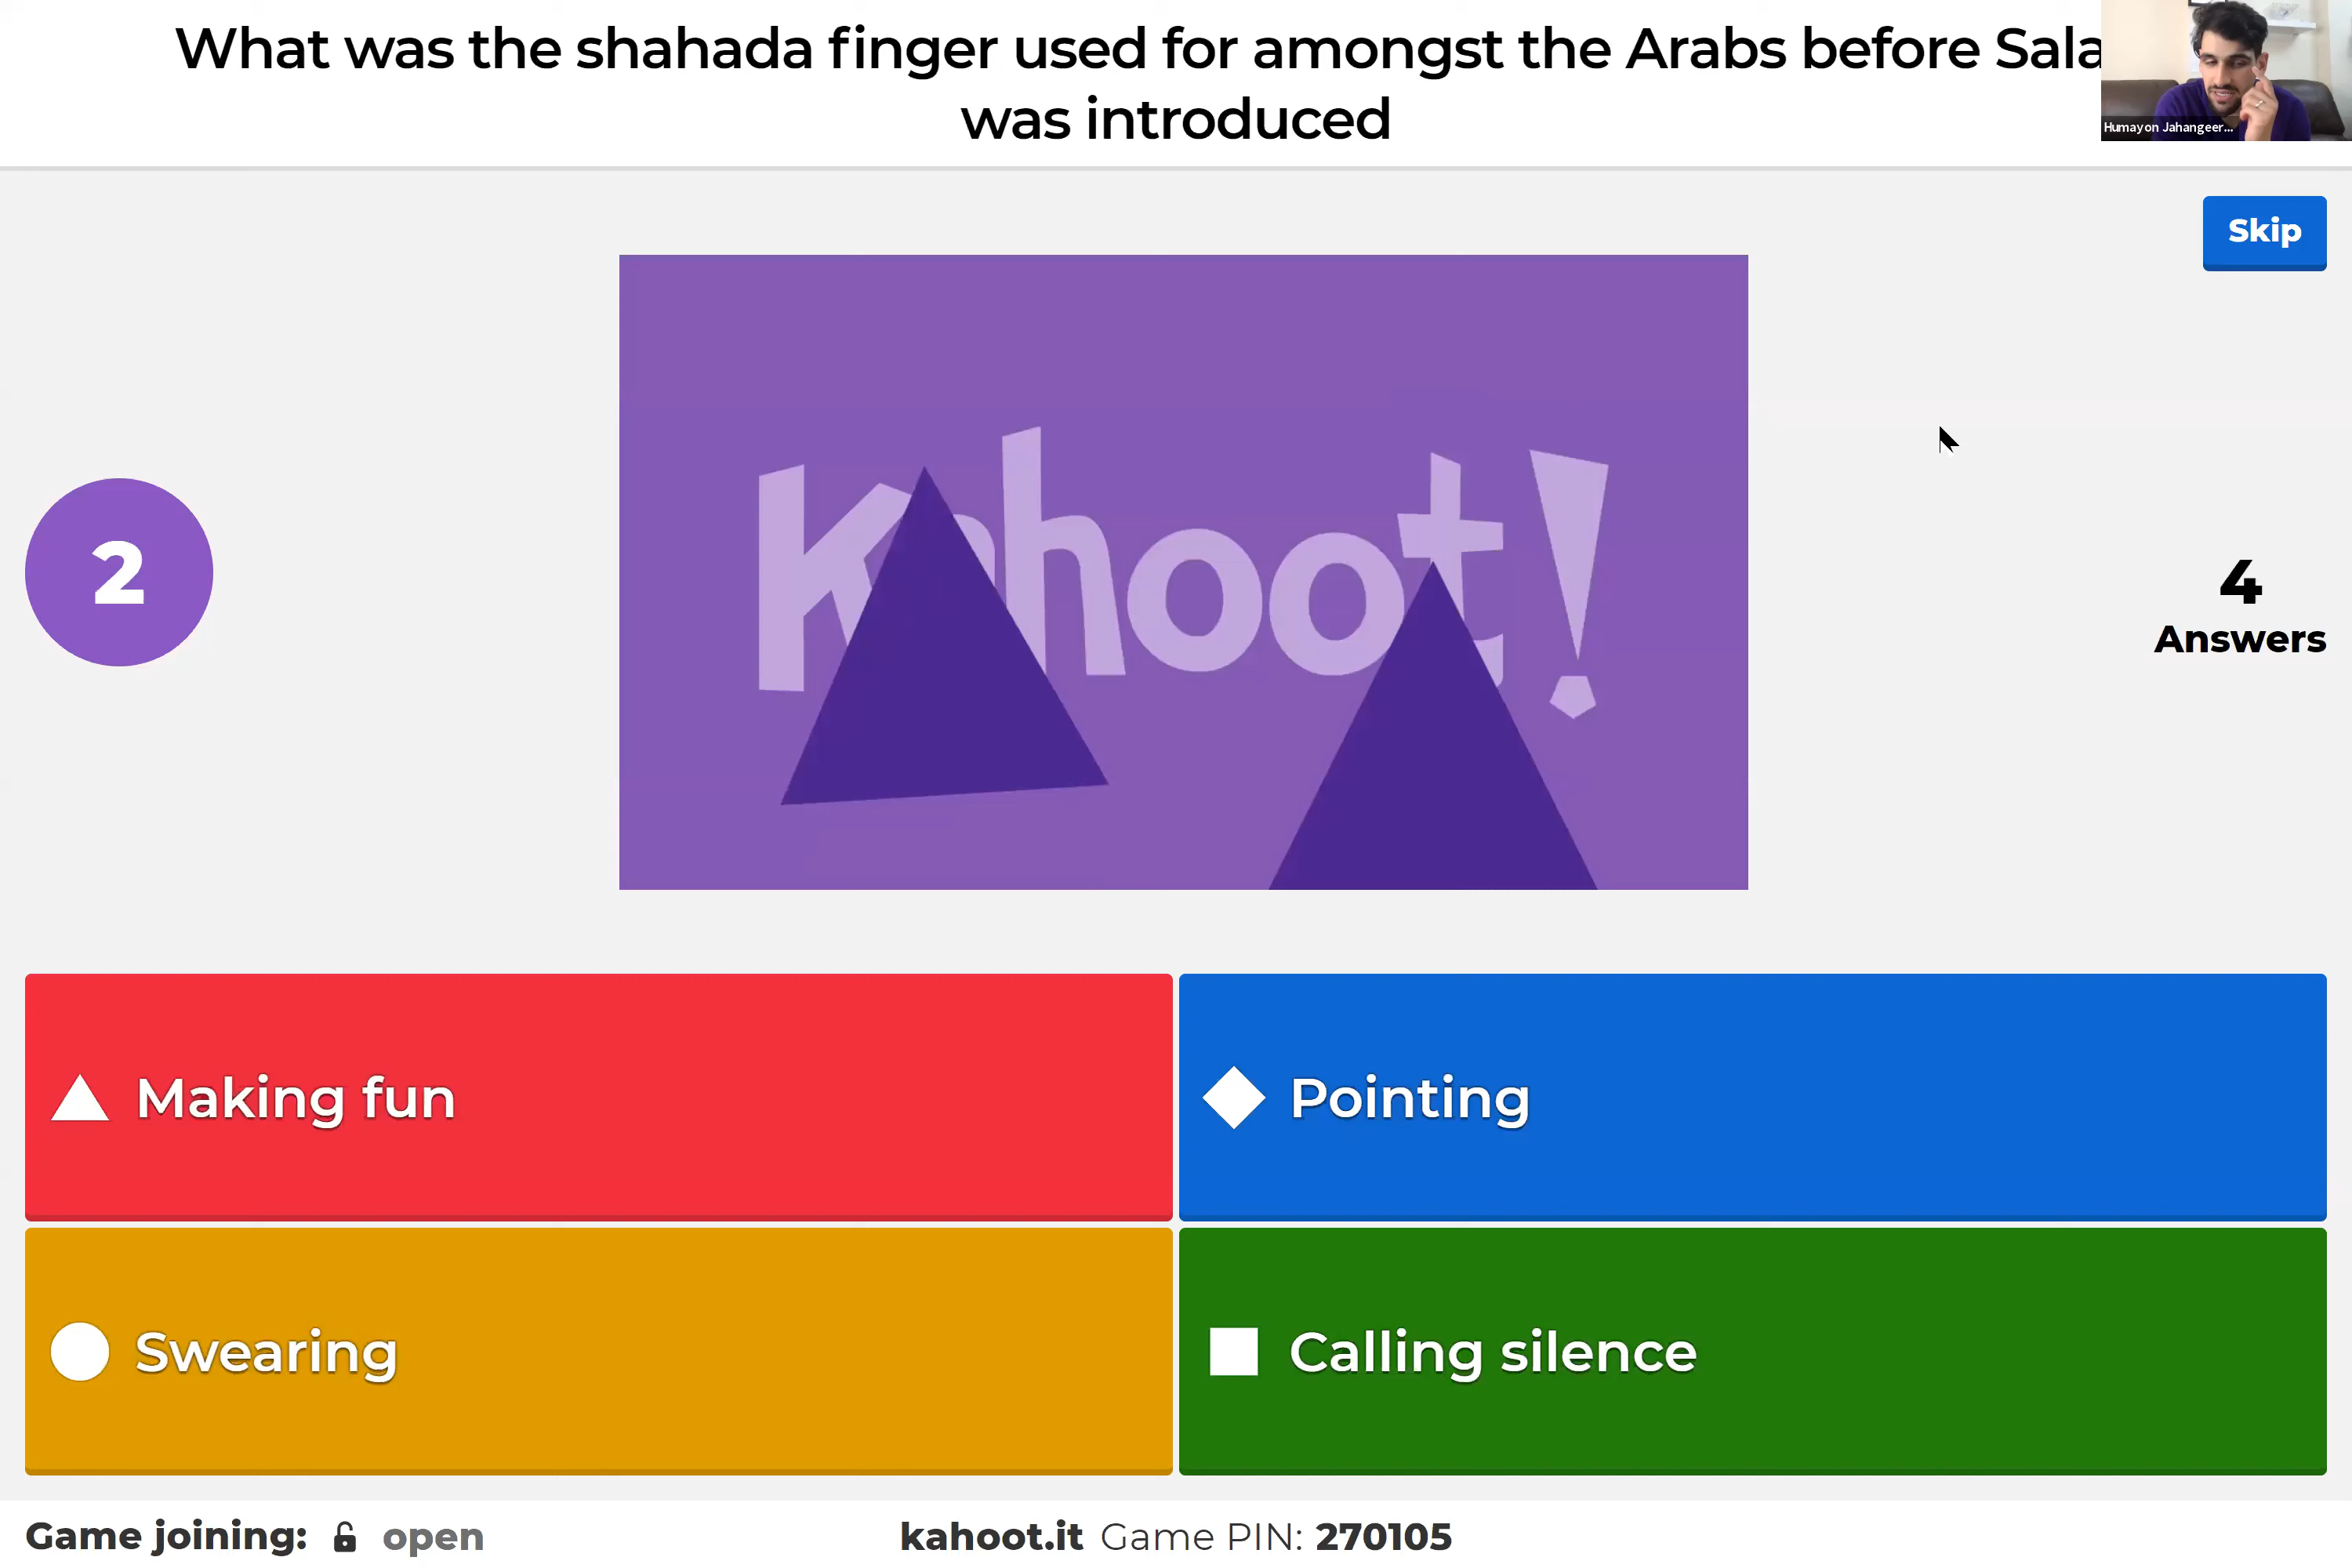 What was the shahada finger used for amongst the Arabs before
was introduced
Humayon Jahangeer...
Skip
Kahoot!
2
4
Answers
Making fun
Pointing
Swearing
Calling silence
Game joining: open
kahoot.it Game PIN: 270105